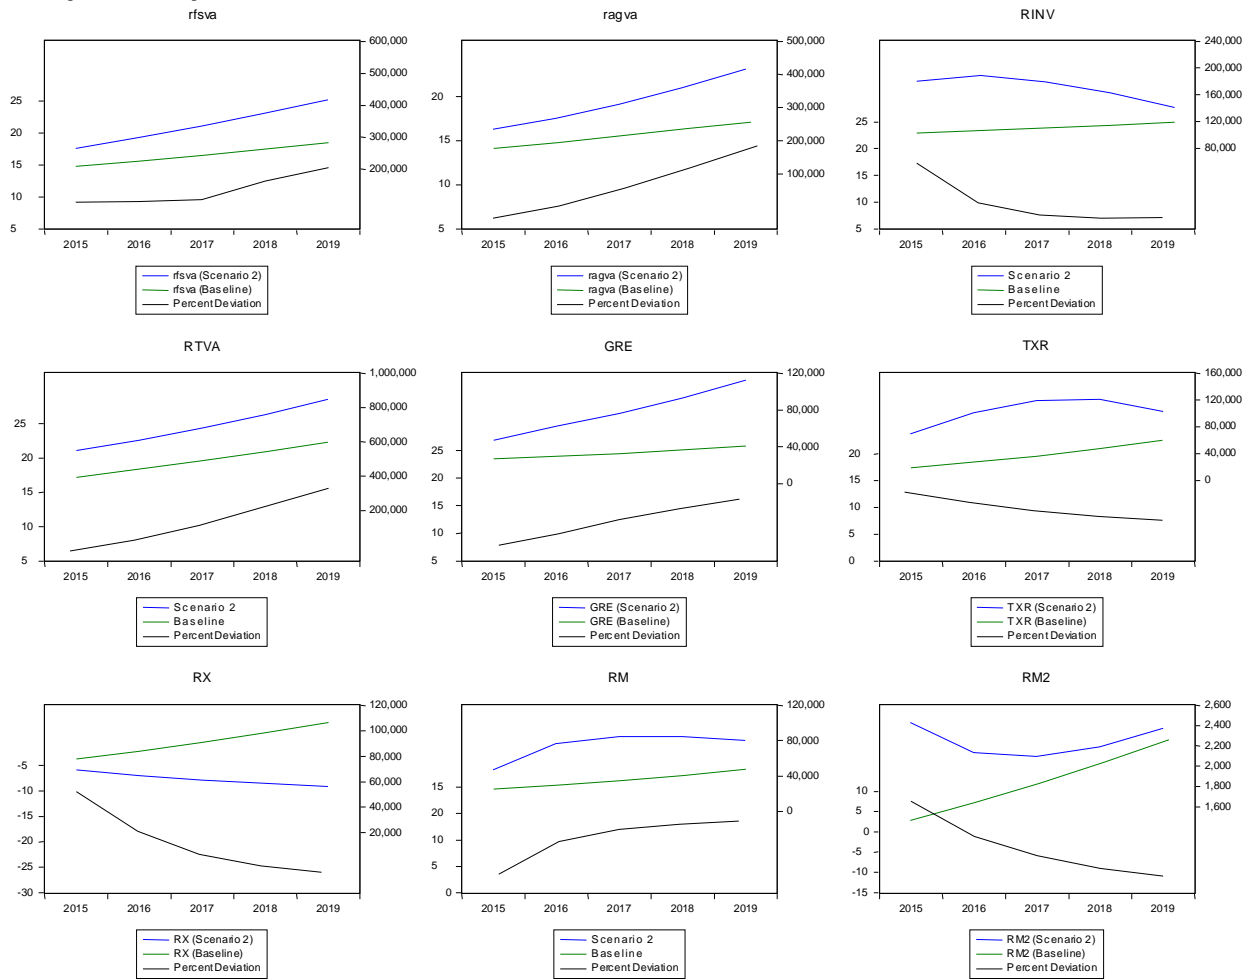 rfsva
600,000
500,000
400,000
300,000
200,000
25
20
15
10
5
2015 2016 2017 2018 2019
rfsva (Scenario 2)
rfsva (Baseline)
Percent Deviation
ragva
500,000
400,000
300,000
200,000
100,000
20
15
10
5
2015 2016 2017 2018 2019
ragva (Scenario 2)
ragva (Baseline)
Percent Deviation
RINV
240,000
200,000
160,000
120,000
80,000
25
20
15
10
5
2015 2016 2017 2018 2019
Scenario 2
Baseline
Percent Deviation
RTVA
1,000,000
800,000
600,000
400,000
200,000
25
20
15
10
5
2015 2016 2017 2018 2019
Scenario 2
Baseline
Percent Deviation
GRE
120,000
80,000
40,000
0
25
20
15
10
5
2015 2016 2017 2018 2019
GRE (Scenario 2)
GRE (Baseline)
Percent Deviation
TXR
160,000
120,000
80,000
40,000
0
20
15
10
5
0
2015 2016 2017 2018 2019
TXR (Scenario 2)
TXR (Baseline)
Percent Deviation
RX
120,000
100,000
80,000
60,000
40,000
20,000
-5
-10
-15
-20
-25
-30
2015 2016 2017 2018 2019
RX (Scenario 2)
RX (Baseline)
Percent Deviation
RM
120,000
80,000
40,000
0
15
20
10
5
0
2015 2016 2017 2018 2019
Scenario 2
Baseline
Percent Deviation
RM2
2,600
2,400
2,200
2,000
1,800
1,600
10
5
0
-5
-10
-15
2015 2016 2017 2018 2019
RM2 (Scenario 2)
RM2 (Baseline)
Percent Deviation